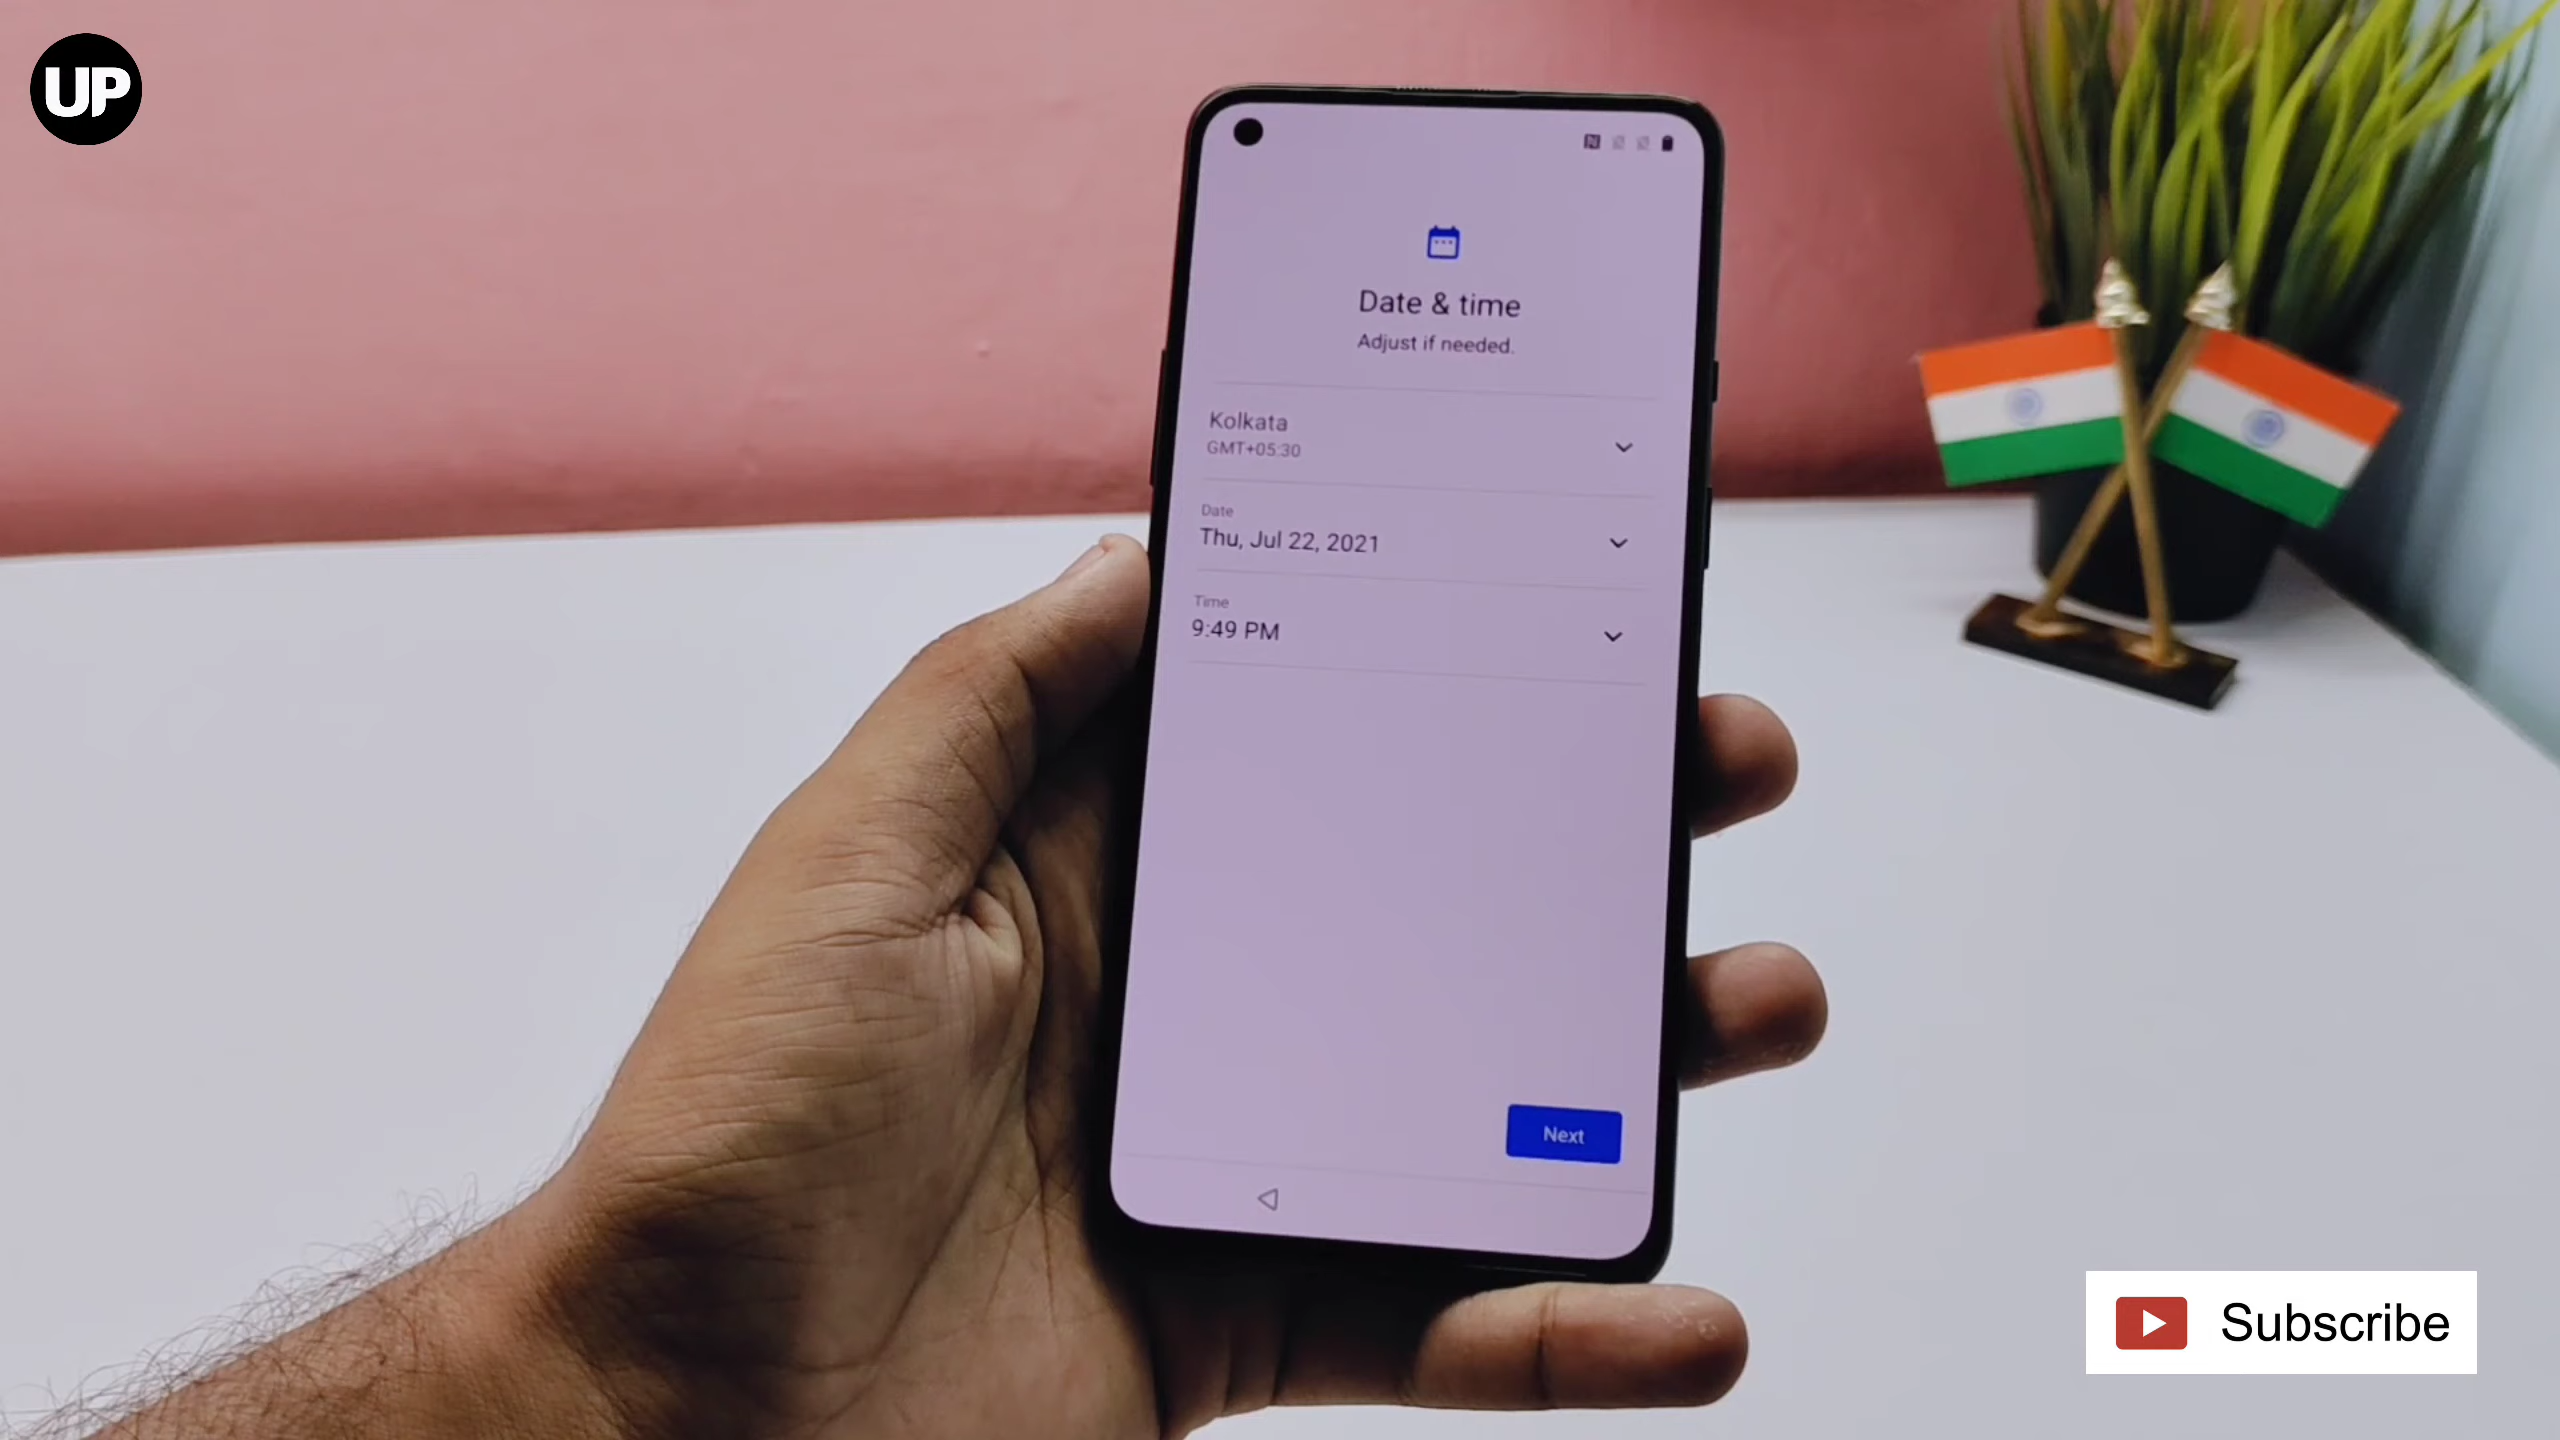 UP
Date & time
Adjust if needed.
Kolkata
GMT+05:30
Date
Thu, Jul 22, 2021
Time
9:49 PM
Next
Subscribe